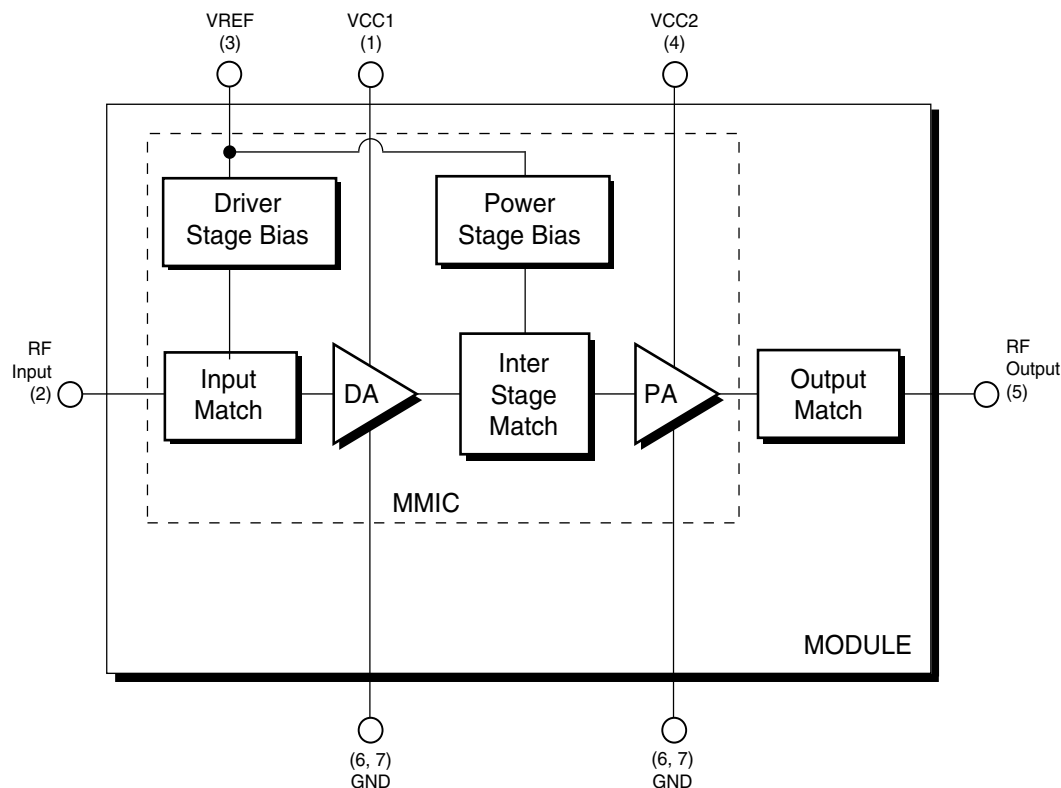 VREF
(3)
VCC1
(1)
VCC2
(4)
Driver
Stage Bias
Power
Stage Bias
RF
Input
(2)
Input
Match
DA
Inter
Stage
Match
PA
Output
Match
RF
Output
(5)
MMIC
MODULE
(6, 7)
GND
(6, 7)
GND